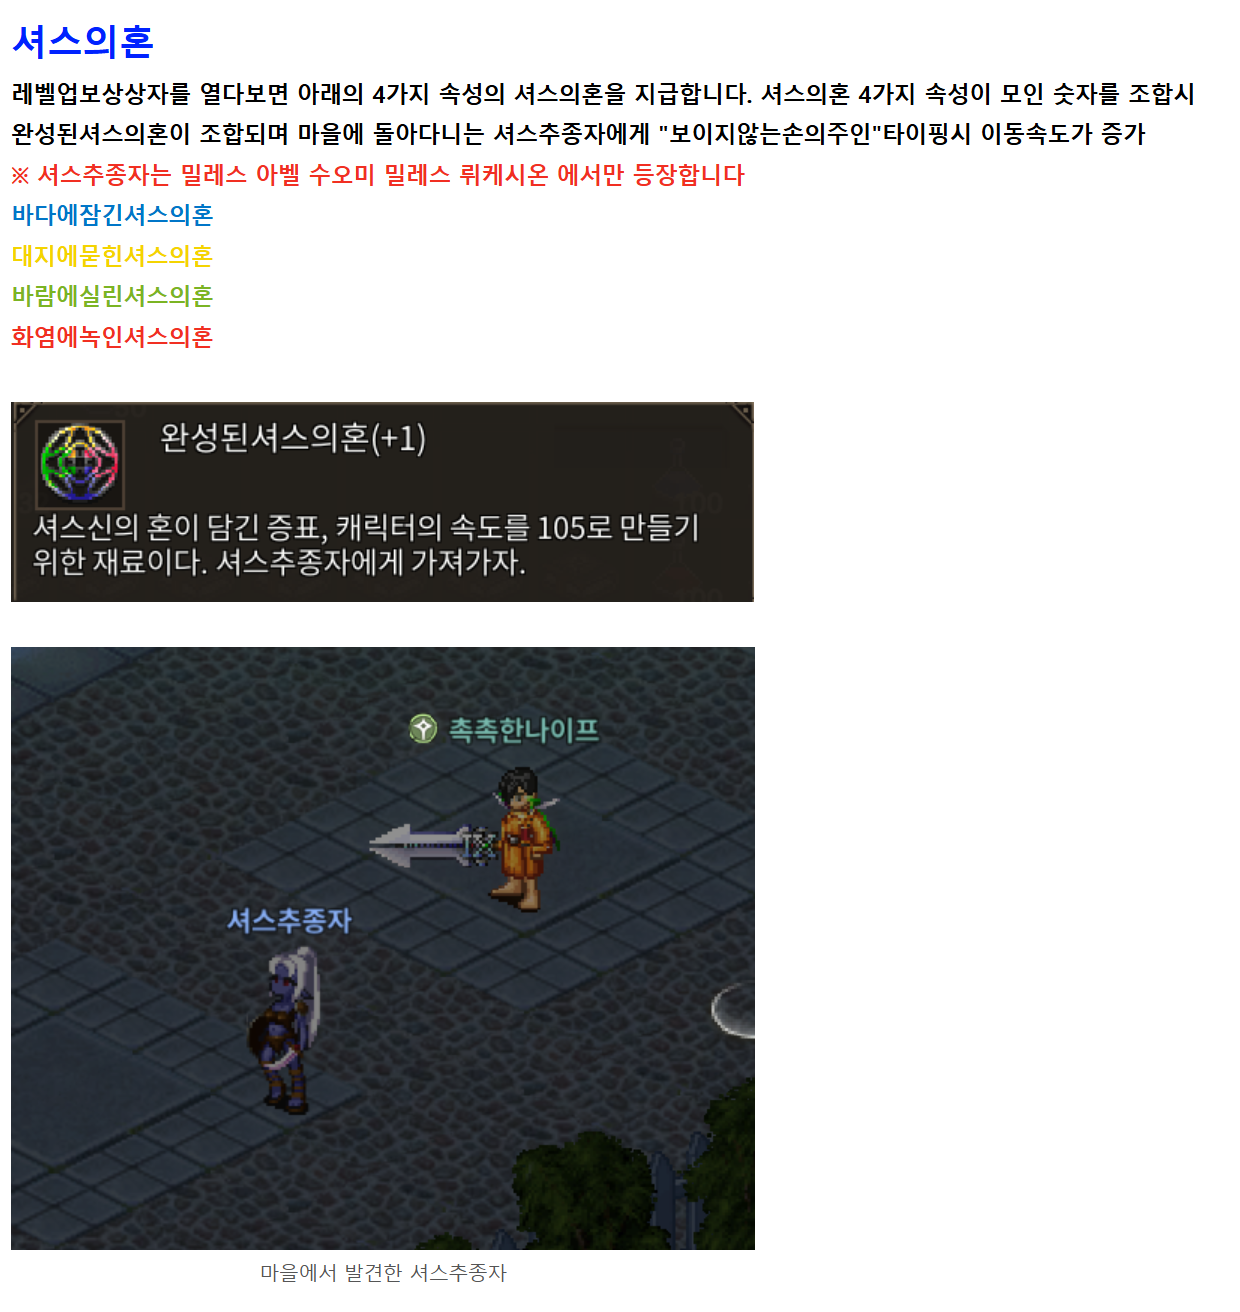 셔스의혼
레벨업보상상자를 열다보면 아래의 4가지 속성의 셔스의혼을 지급합니다. 셔스의혼 4가지 속성이 모인 숫자를 조합시
완성된셔스의혼이 조합되며 마을에 돌아다니는 셔스추종자에게 "보이지않는손의주인"타이핑시 이동속도가 증가
※ 셔스추종자는 밀레스 아벨 수오미 밀레스 뤼케시온 에서만 등장합니다
바다에잠긴셔스의혼
대지에묻힌셔스의혼
바람에실린셔스의혼
화염에녹인셔스의혼
완성된셔스의혼(+1)
셔스신의 혼이 담긴 증표, 캐릭터의 속도를 105로 만들기
위한 재료이다. 셔스추종자에게 가져가자.
촉촉한나이프
셔스추종자
마을에서 발견한 셔스추종자